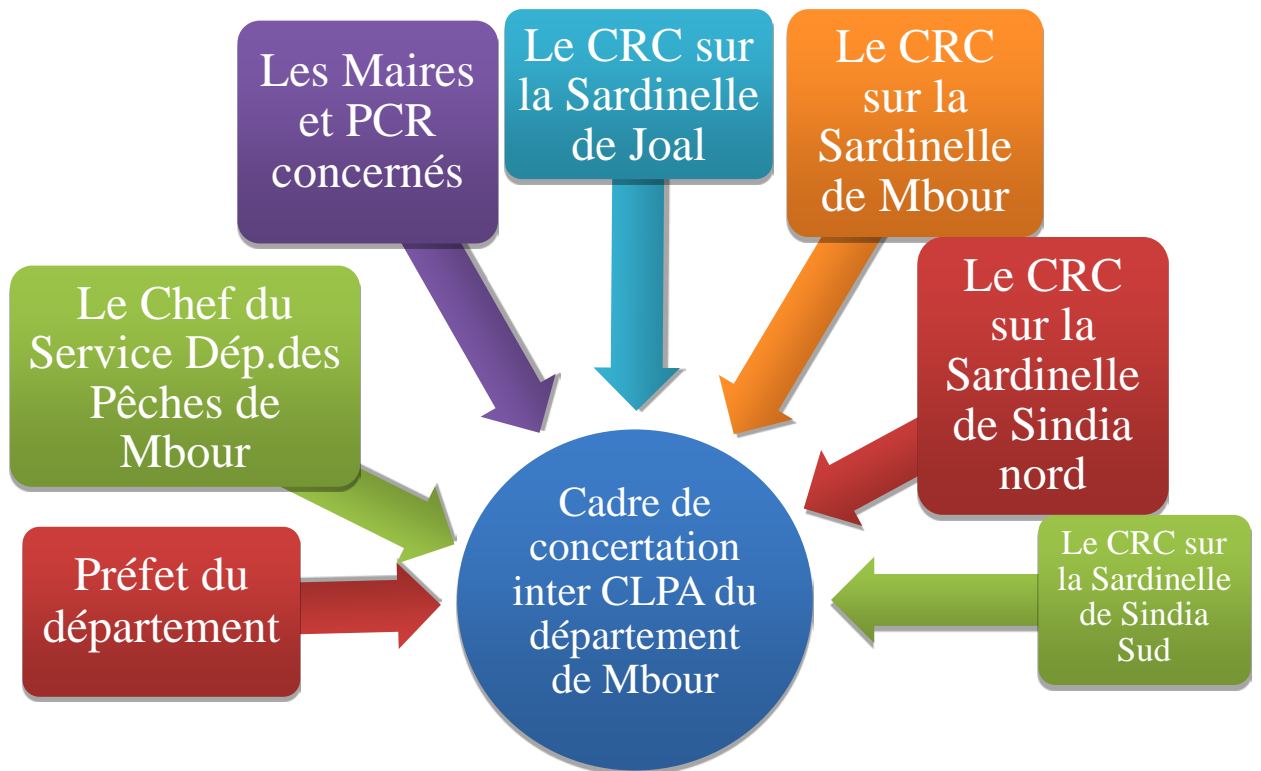 Les Maires
et PCR
concernés
Le CRC sur
la Sardinelle
de Joal
Le CRC
sur la
Sardinelle
de Mbour
Le Chef du
Service Dép.des
Pêches de
Mbour
Le CRC
sur la
Sardinelle
de Sindia
nord
Préfet du
département
Cadre de
concertation
inter CLPA du
département
de Mbour
Le CRC sur
la Sardinelle
de Sindia
Sud